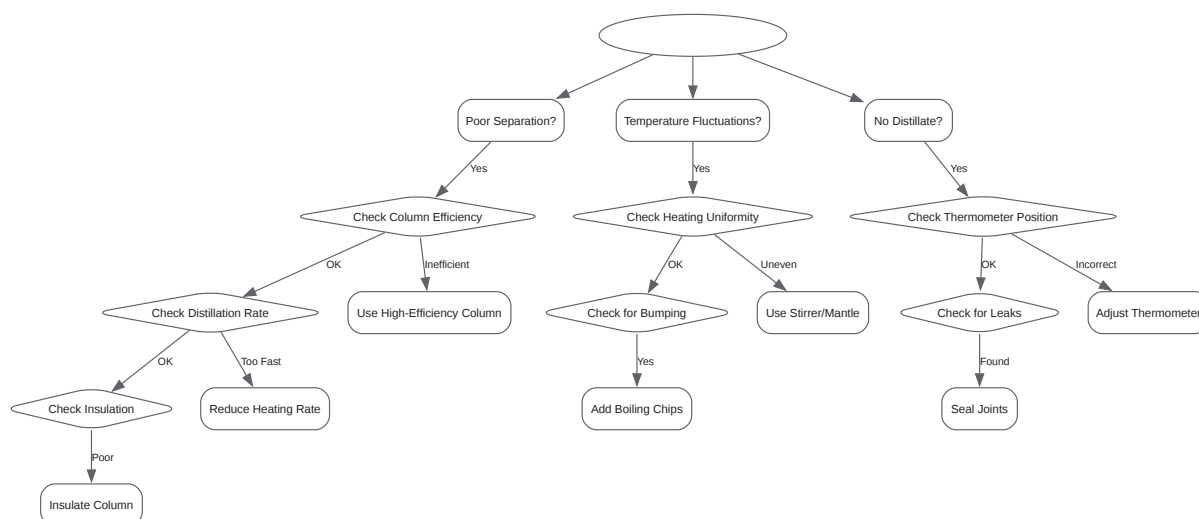 Poor Separation?
Temperature Fluctuations?
No Distillate?
Yes
Yes
Yes
Check Column Efficiency
Check Heating Uniformity
Check Thermometer Position
OK
Inefficient
OK
Uneven
OK
Incorrect
Check Distillation Rate
Use High-Efficiency Column
Check for Bumping
Use Stirrer/Mantle
Check for Leaks
Adjust Thermometer
OK
Too Fast
Yes
Found
Check Insulation
Reduce Heating Rate
Add Boiling Chips
Seal Joints
Poor
Insulate Column